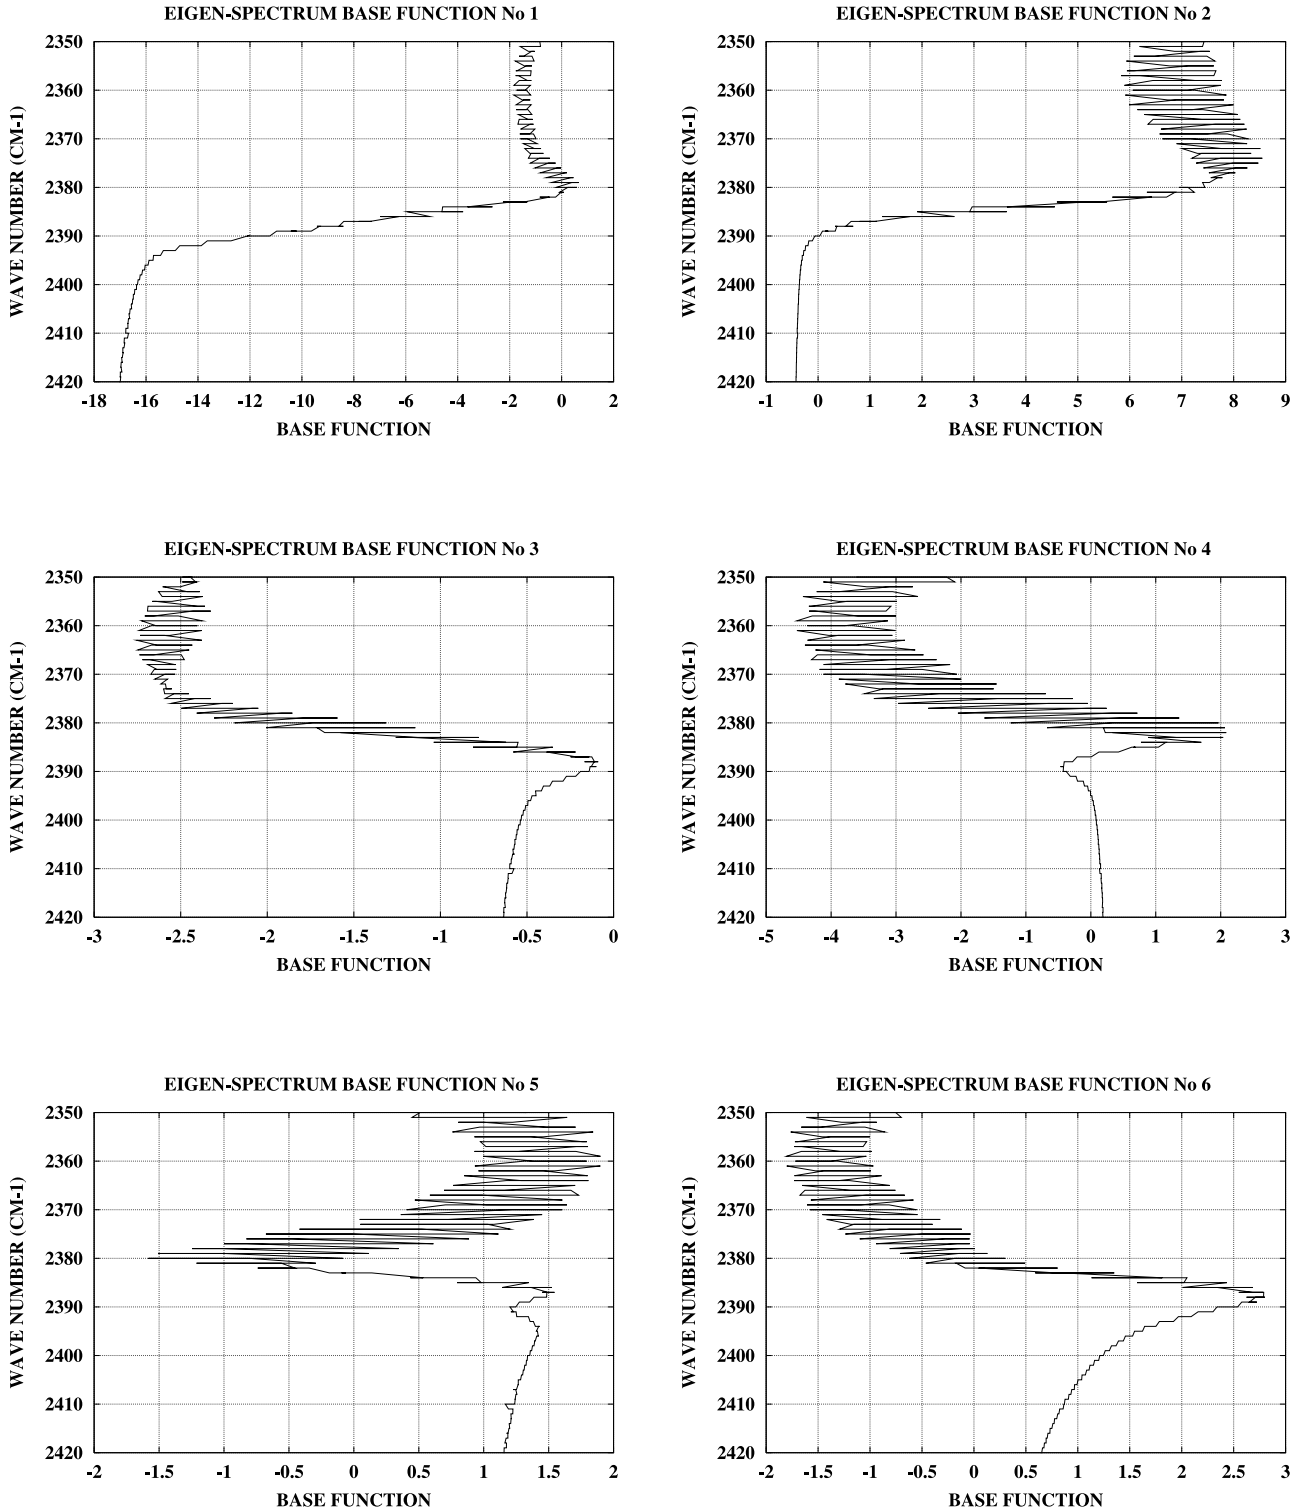 EIGEN-SPECTRUM BASE FUNCTION No 1
2350
2360
2370
2380
2390
2400
2410
2420
WAVE NUMBER (CM-1)
-18 -16 -14 -12 -10 -8 -6 -4 -2 0 2
BASE FUNCTION
EIGEN-SPECTRUM BASE FUNCTION No 2
2350
2360
2370
2380
2390
2400
2410
2420
WAVE NUMBER (CM-1)
-1 0 1 2 3 4 5 6 7 8 9
BASE FUNCTION
EIGEN-SPECTRUM BASE FUNCTION No 3
2350
2360
2370
2380
2390
2400
2410
2420
WAVE NUMBER (CM-1)
-3 -2.5 -2 -1.5 -1 -0.5 0
BASE FUNCTION
EIGEN-SPECTRUM BASE FUNCTION No 4
2350
2360
2370
2380
2390
2400
2410
2420
WAVE NUMBER (CM-1)
-5 -4 -3 -2 -1 0 1 2 3
BASE FUNCTION
EIGEN-SPECTRUM BASE FUNCTION No 5
2350
2360
2370
2380
2390
2400
2410
2420
WAVE NUMBER (CM-1)
-2 -1.5 -1 -0.5 0 0.5 1 1.5 2
BASE FUNCTION
EIGEN-SPECTRUM BASE FUNCTION No 6
2350
2360
2370
2380
2390
2400
2410
2420
WAVE NUMBER (CM-1)
-2 -1.5 -1 -0.5 0 0.5 1 1.5 2 2.5 3
BASE FUNCTION